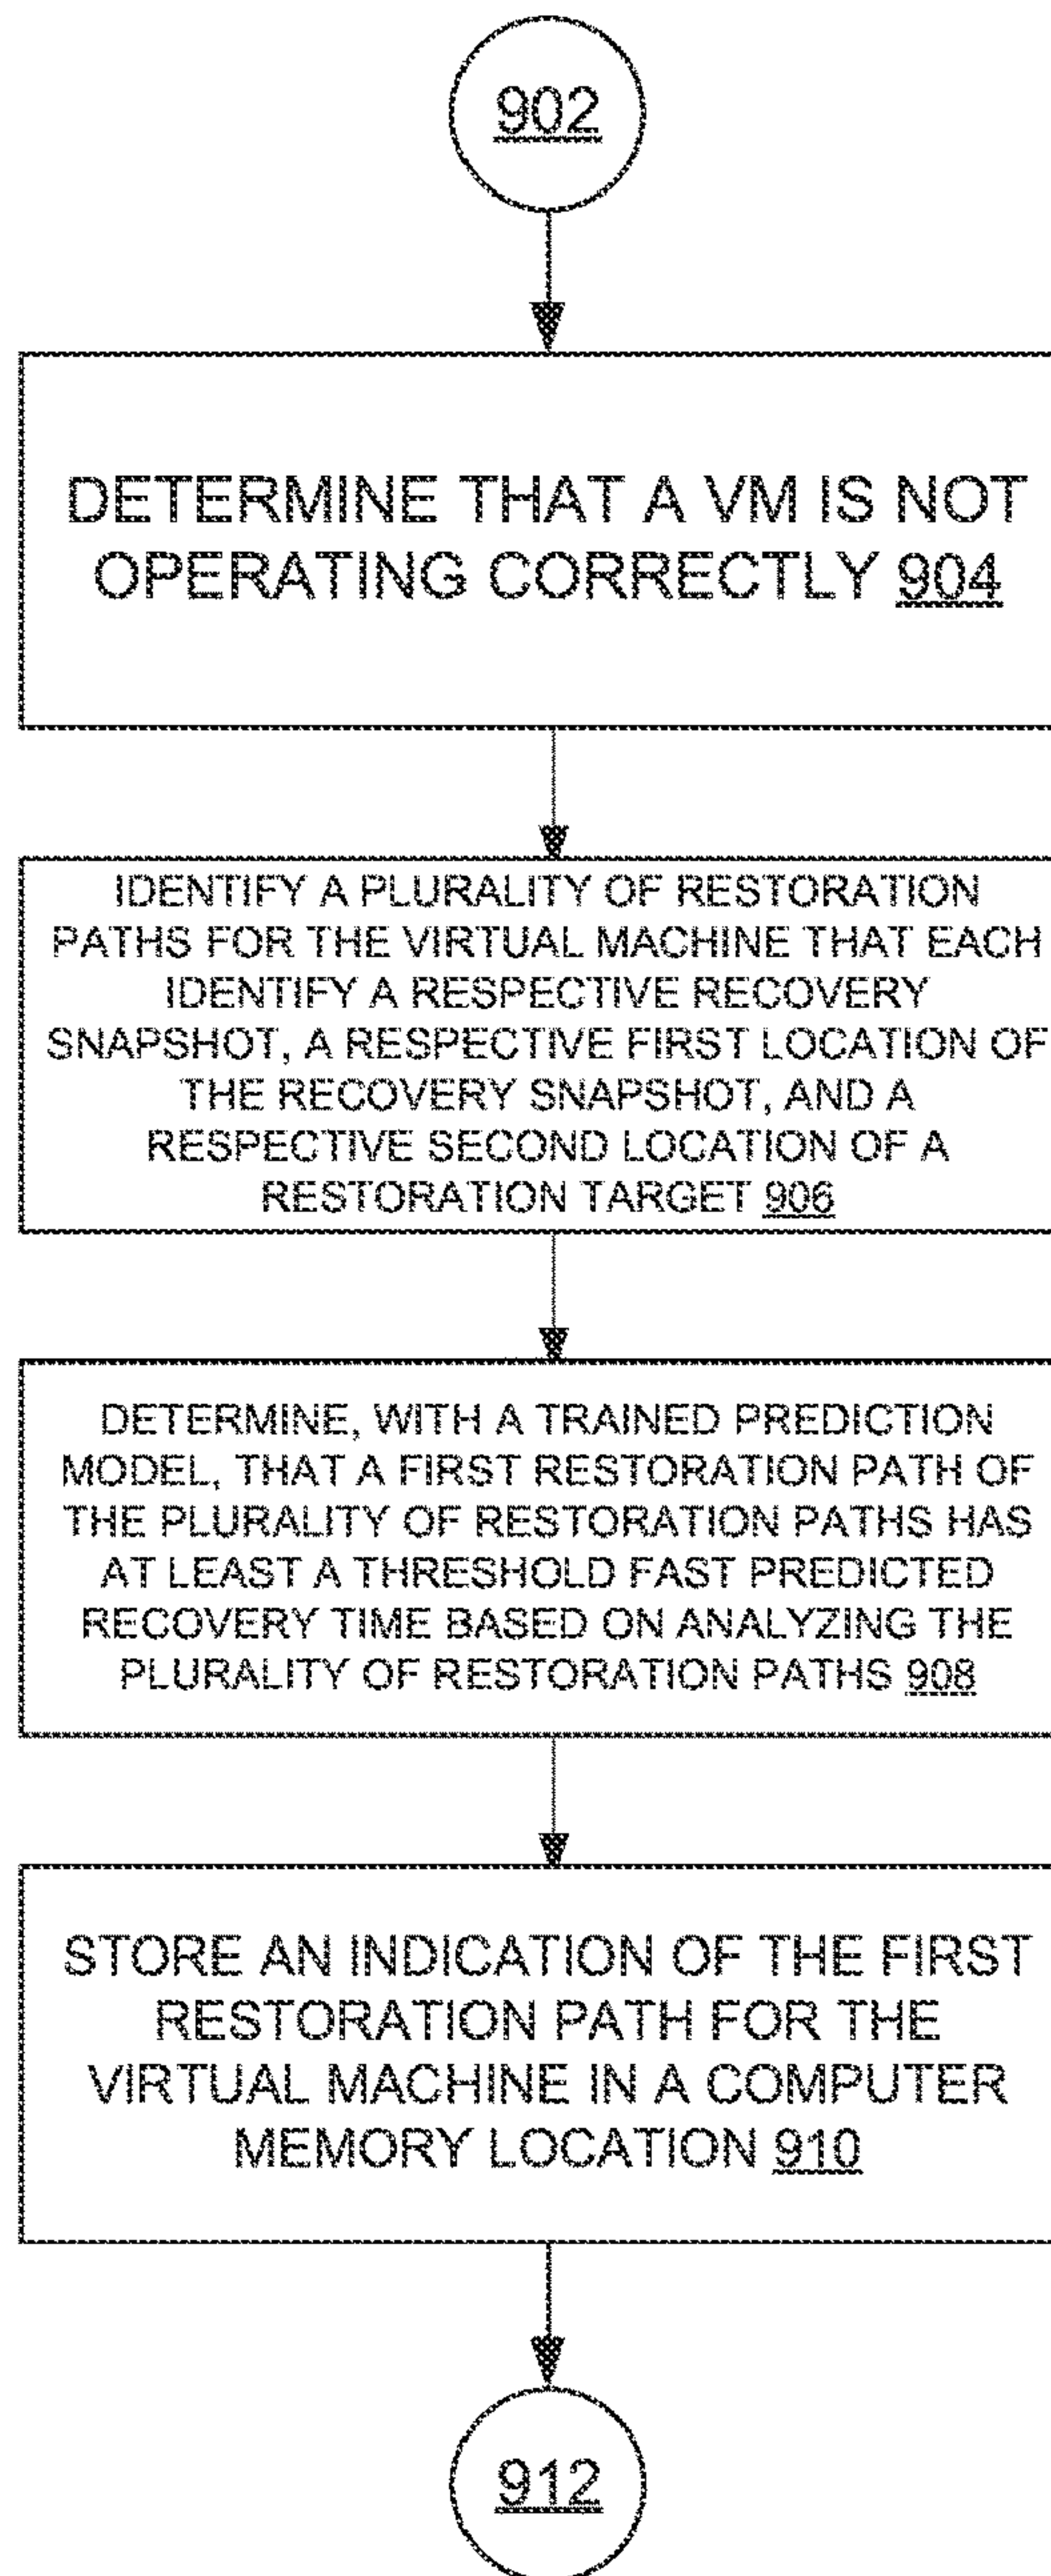 902
DETERMINE THAT A VM IS NOT
OPERATING CORRECTLY 904
IDENTIFY A PLURALITY OF RESTORATION
PATHS FOR THE VIRTUAL MACHINE THAT EACH
IDENTIFY A RESPECTIVE RECOVERY
SNAPSHOT, A RESPECTIVE FIRST LOCATION OF
THE RECOVERY SNAPSHOT, AND A
RESPECTIVE SECOND LOCATION OF A
RESTORATION TARGET 906
DETERMINE, WITH A TRAINED PREDICTION
MODEL, THAT A FIRST RESTORATION PATH OF
THE PLURALITY OF RESTORATION PATHS HAS
AT LEAST A THRESHOLD FAST PREDICTED
RECOVERY TIME BASED ON ANALYZING THE
PLURALITY OF RESTORATION PATHS 908
STORE AN INDICATION OF THE FIRST
RESTORATION PATH FOR THE
VIRTUAL MACHINE IN A COMPUTER
MEMORY LOCATION 910
912